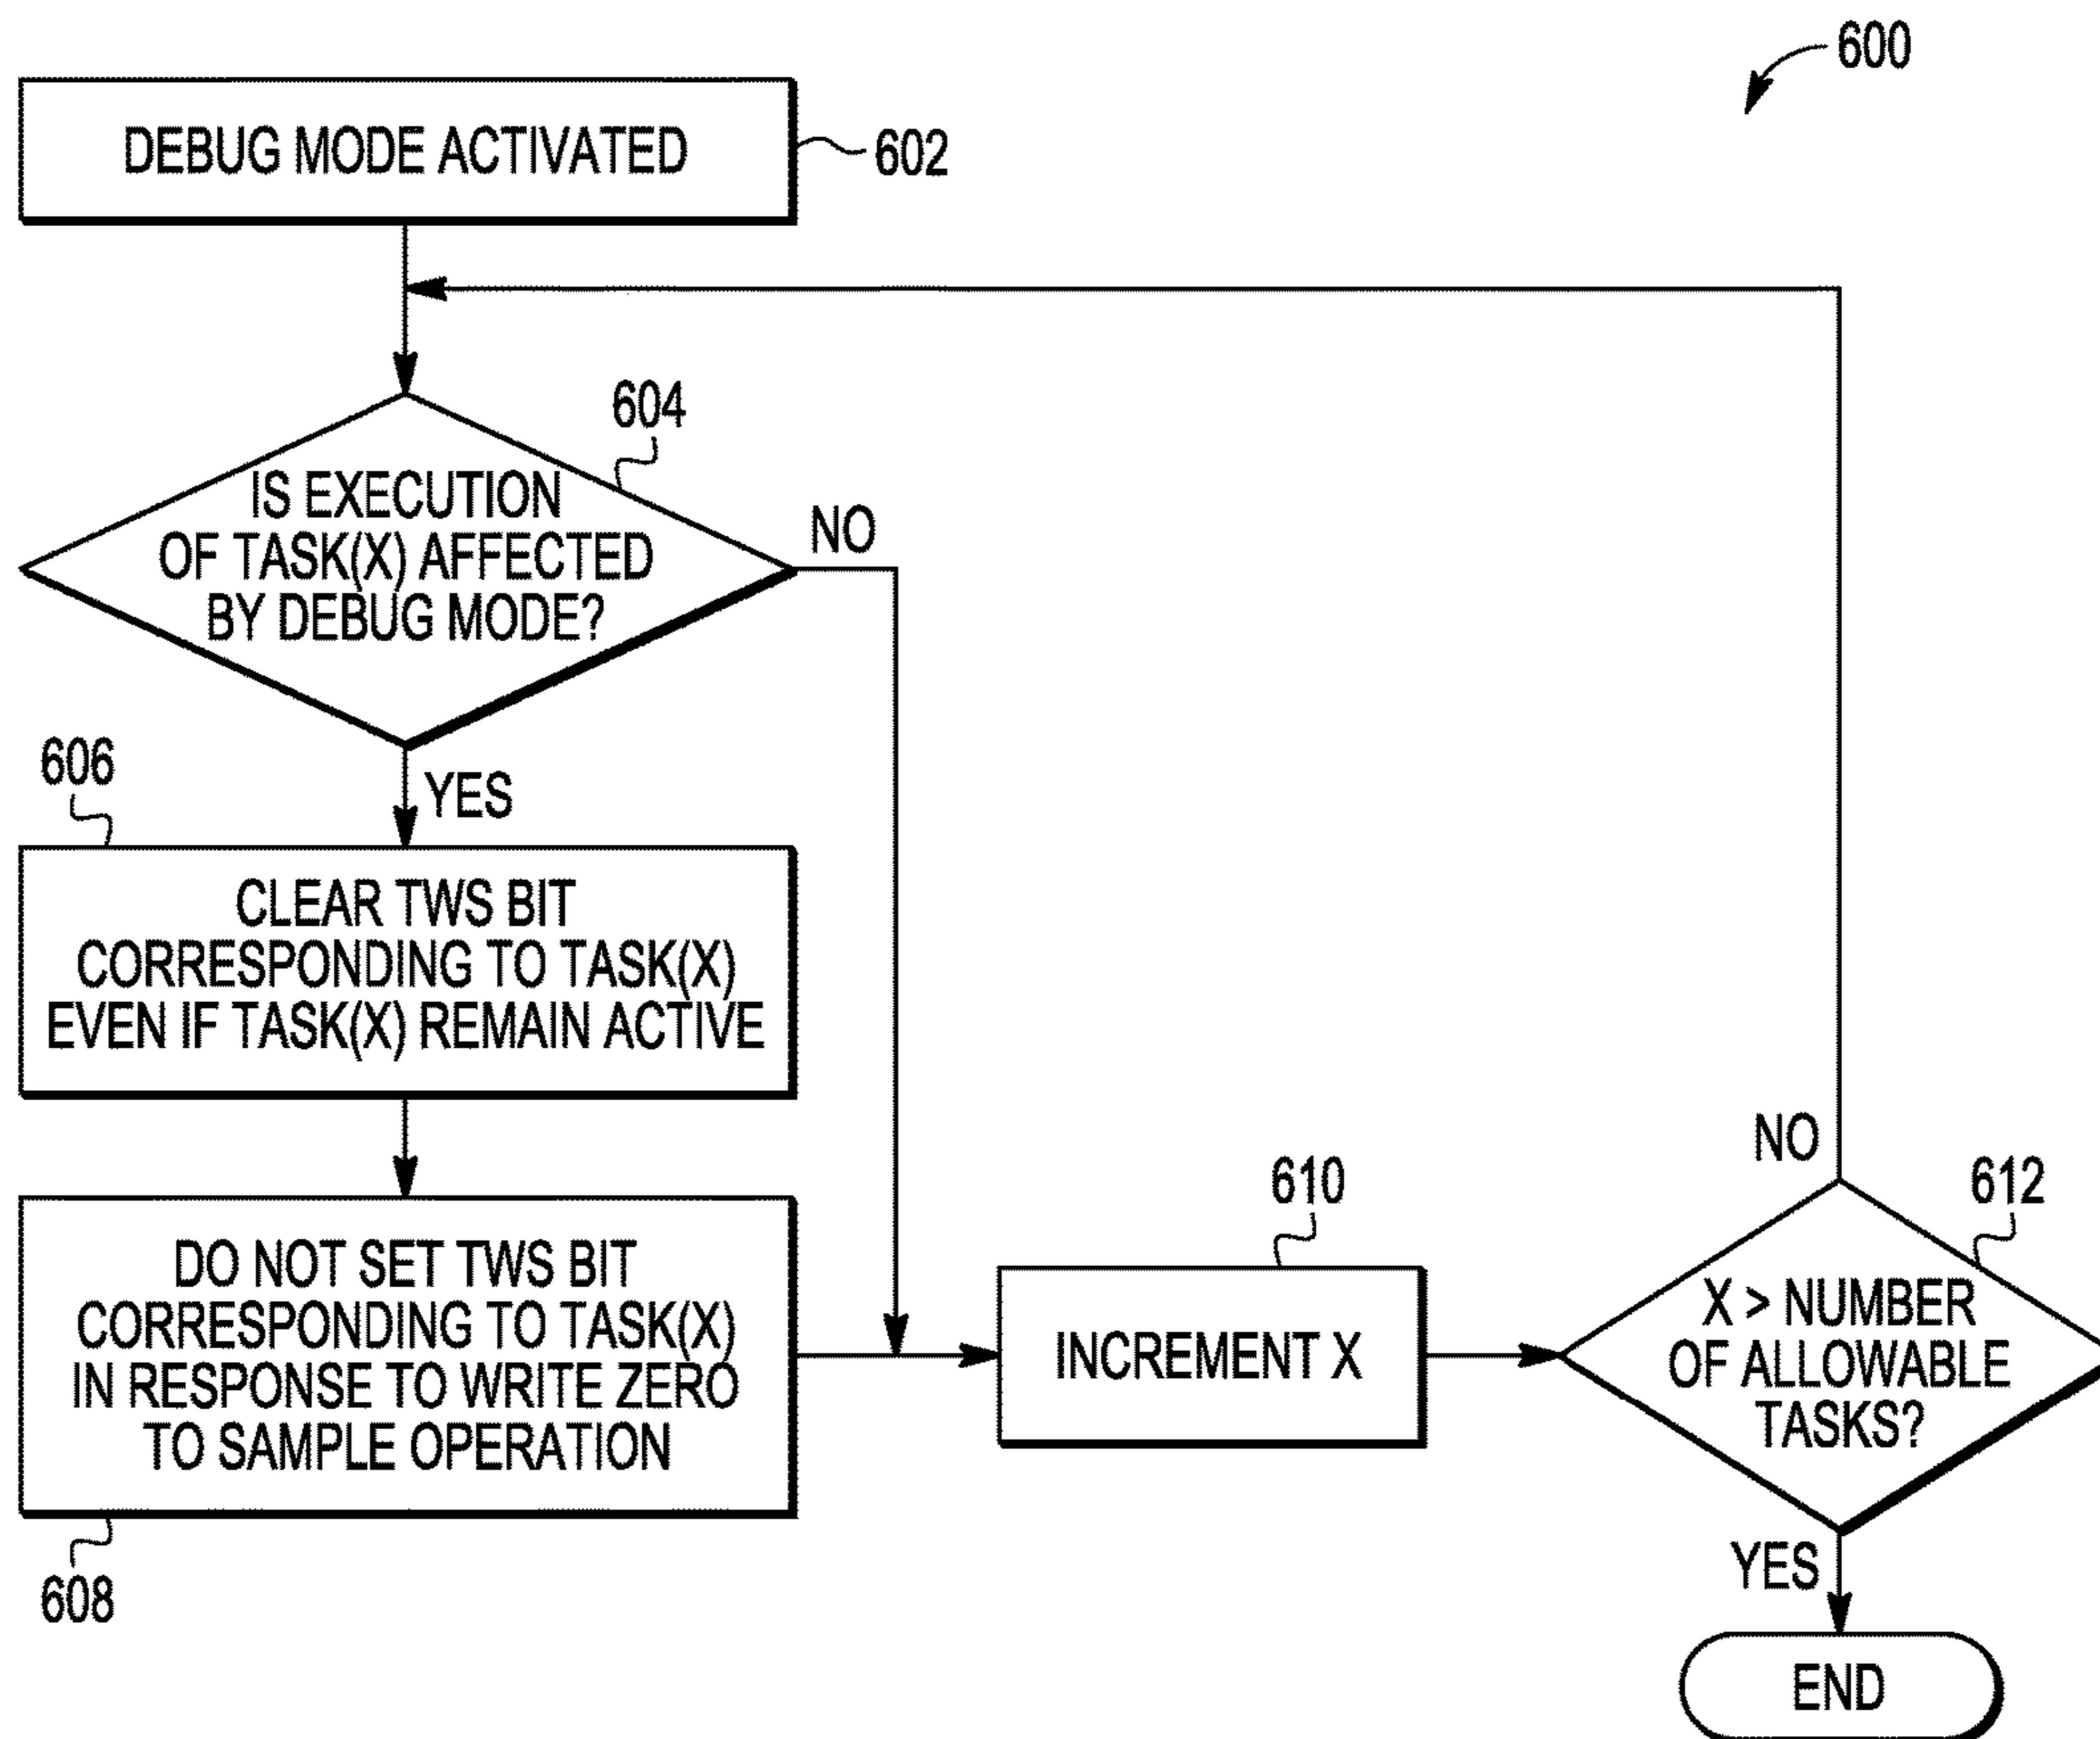 600
DEBUG MODE ACTIVATED
602
604
IS EXECUTION
OF TASK(X) AFFECTED
BY DEBUG MODE?
NO
606
YES
CLEAR TWS BIT
CORRESPONDING TO TASK(X)
EVEN IF TASK(X) REMAIN ACTIVE
DO NOT SET TWS BIT
CORRESPONDING TO TASK(X)
IN RESPONSE TO WRITE ZERO
TO SAMPLE OPERATION
608
610
INCREMENT X
NO
612
X > NUMBER
OF ALLOWABLE
TASKS?
YES
END